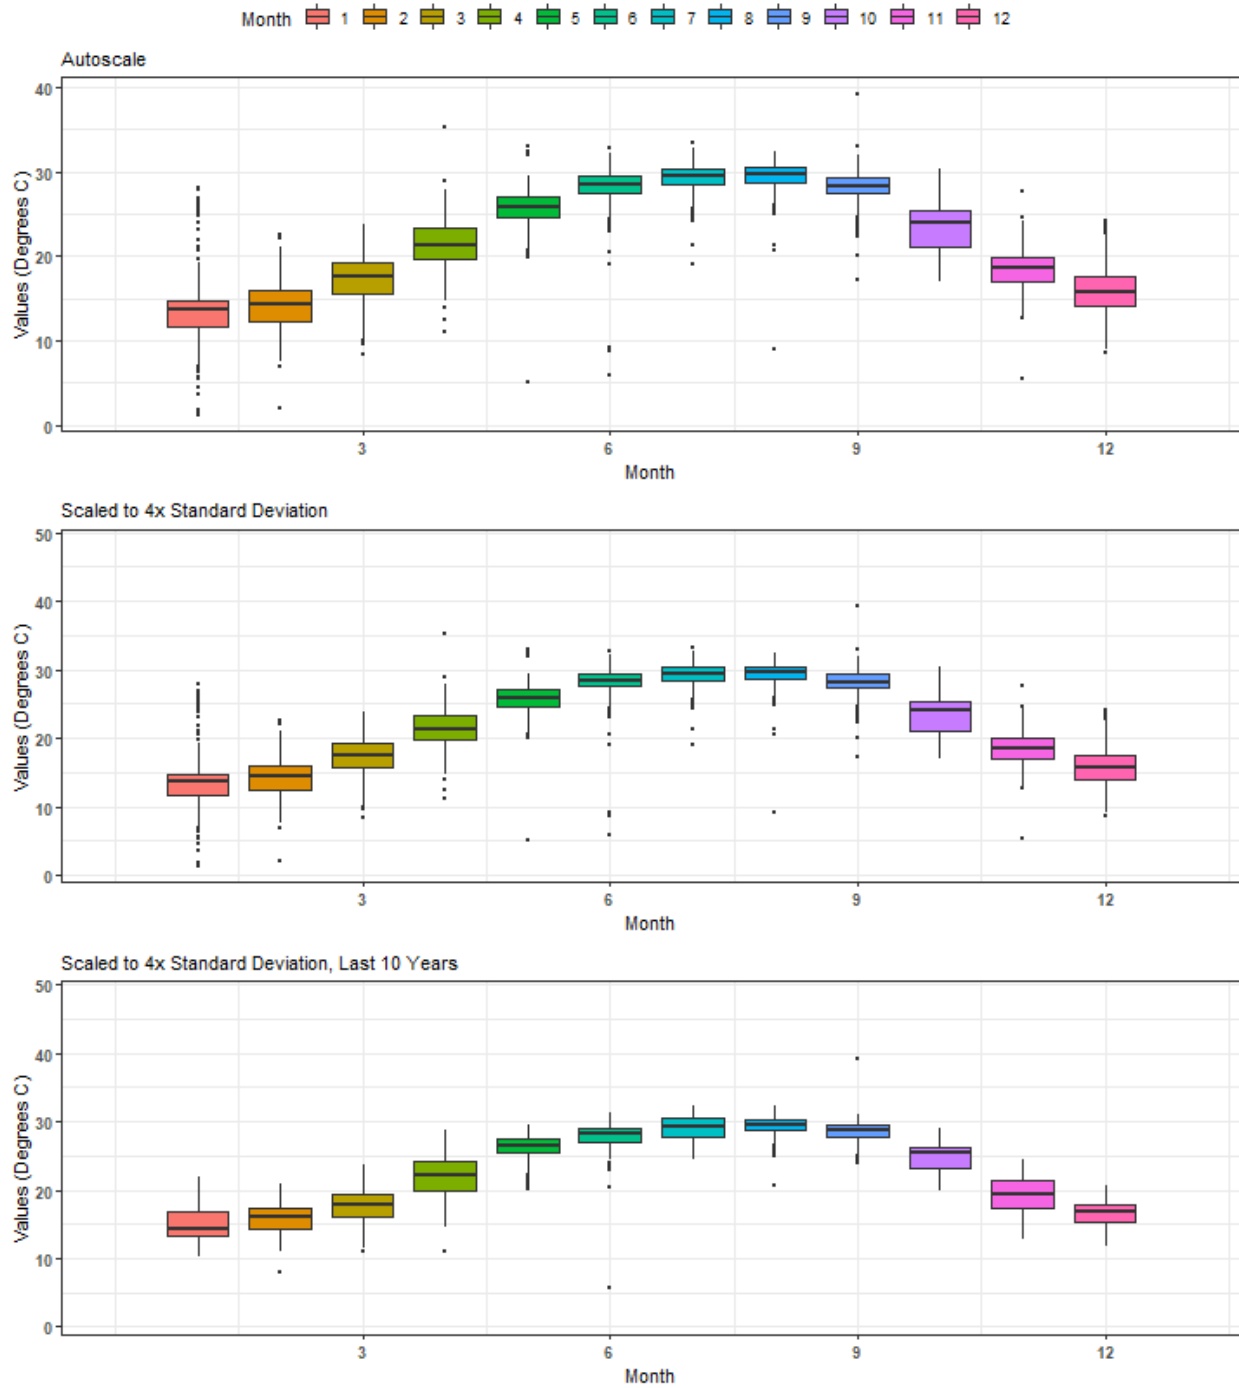 Month 1 2 3 4 5 6 7 8 9 10 11 12
Autoscale
Values (Degrees C)
40
30
20
10
0
3 6 9 12
Month
Scaled to 4x Standard Deviation
Values (Degrees C)
50
40
30
20
10
0
3 6 9 12
Month
Scaled to 4x Standard Deviation, Last 10 Years
Values (Degrees C)
50
40
30
20
10
0
3 6 9 12
Month